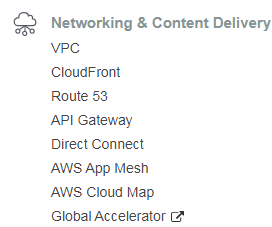 Networking & Content Delivery
VPC
CloudFront
Route 53
API Gateway
Direct Connect
AWS App Mesh
AWS Cloud Map
Global Accelerator